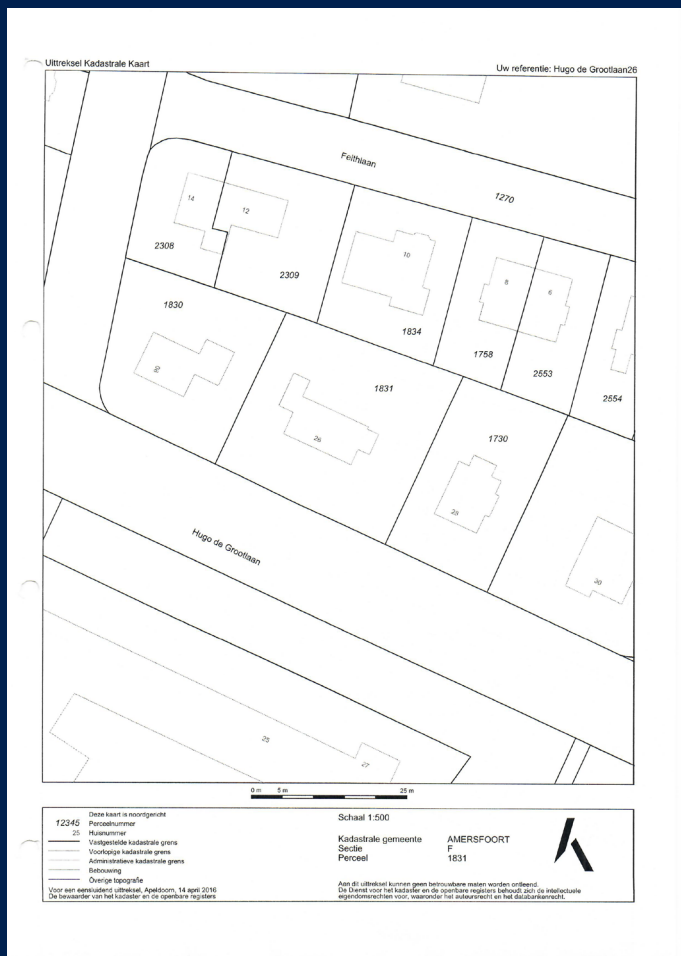 Uittreksel Kadastrale Kaart
Uw referentie: Hugo de Grootlaan26
Feithlaan
1270
14
12
2308
2309
10
1834
8
6
1758
2553
2554
1830
1831
26
1730
28
30
Hugo de Grootlaan
25
27
0 m 5 m 25 m
Deze kaart is noordgericht
12345 Perceelnummer
25 Huisnummer
Vastgestelde kadastrale grens
Voorlopige kadastrale grens
Administratieve kadastrale grens
Bebouwing
Overige topografie
Voor een eensluidend uittreksel, Apeldoorn, 14 april 2016
De bewaarder van het kadaster en de openbare registers
Schaal 1:500
Kadastrale gemeente AMERSFOORT
Sectie F
Perceel 1831
Aan dit uittreksel kunnen geen betrouwbare maten worden ontleend.
De Dienst voor het kadaster en de openbare registers behoudt zich de intellectuele
eigendomsrechten voor, waaronder het auteursrecht en het databankenrecht.